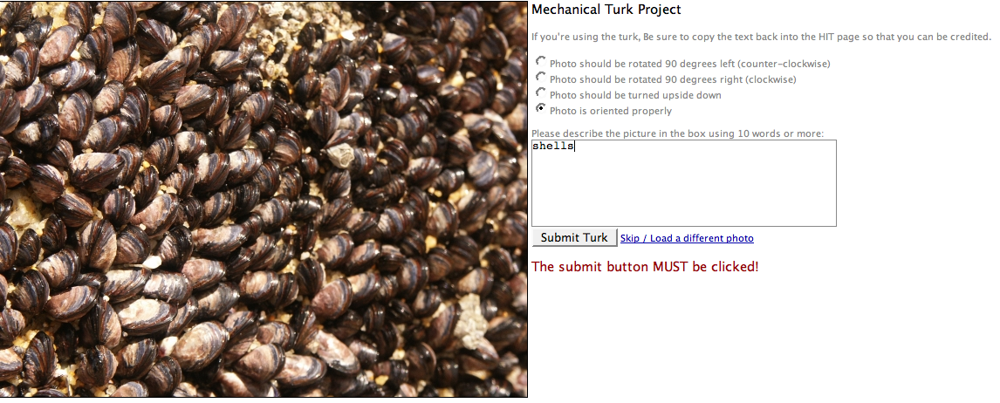 Mechanical Turk Project
If you're using the turk, Be sure to copy the text back into the HIT page so that you can be credited.
Photo should be rotated 90 degrees left (counter-clockwise)
Photo should be rotated 90 degrees right (clockwise)
Photo should be turned upside down
Photo is oriented properly
Please describe the picture in the box using 10 words or more:
shells
Submit Turk Skip / Load a different photo
The submit button MUST be clicked!